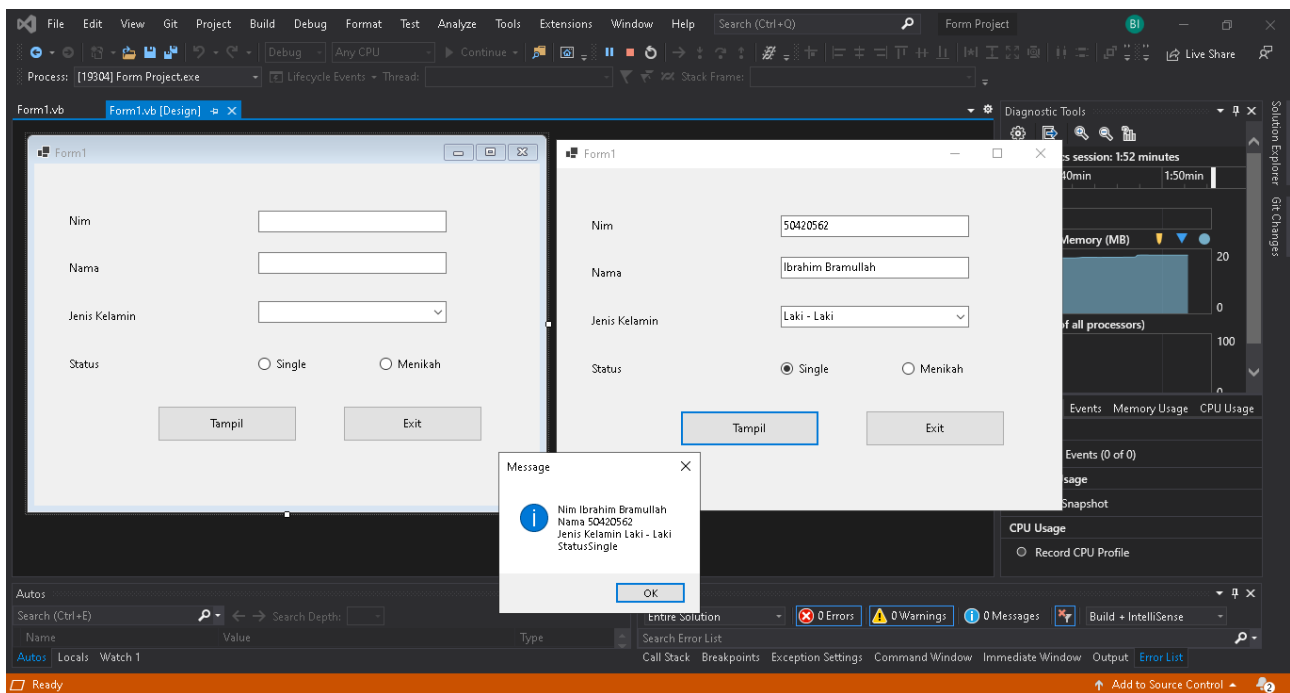 File Edit View Git Project Build Debug Format Test Analyze Tools Extensions Window Help Search (Ctrl+Q) Form Project BI
Debug Any CPU Continue Live Share
Process: [19304] Form Project.exe Lifecycle Events Thread: Stack Frame:
Form1.vb Form1.vb [Design]
Diagnostic Tools
Solution Explorer
Git Changes
Form1
Nim
Nama
Jenis Kelamin
Status Single Menikah
Tampil Exit
Form1
Nim 50420562
Nama Ibrahim Bramullah
Jenis Kelamin Laki - Laki
Status Single Menikah
Tampil Exit
Message
Nim Ibrahim Bramullah
Nama 50420562
Jenis Kelamin Laki - Laki
StatusSingle
OK
s session: 1:52 minutes
40min 1:50min
Memory (MB)
20
0
of all processors)
100
Events Memory Usage CPU Usage
Events (0 of 0)
sage
Snapshot
CPU Usage
Record CPU Profile
Autos
Search (Ctrl+E) Search Depth:
Name Value Type
Autos Locals Watch 1
Entire Solution 0 Errors 0 Warnings 0 Messages Build + IntelliSense
Search Error List
Call Stack Breakpoints Exception Settings Command Window Immediate Window Output Error List
Ready Add to Source Control 2